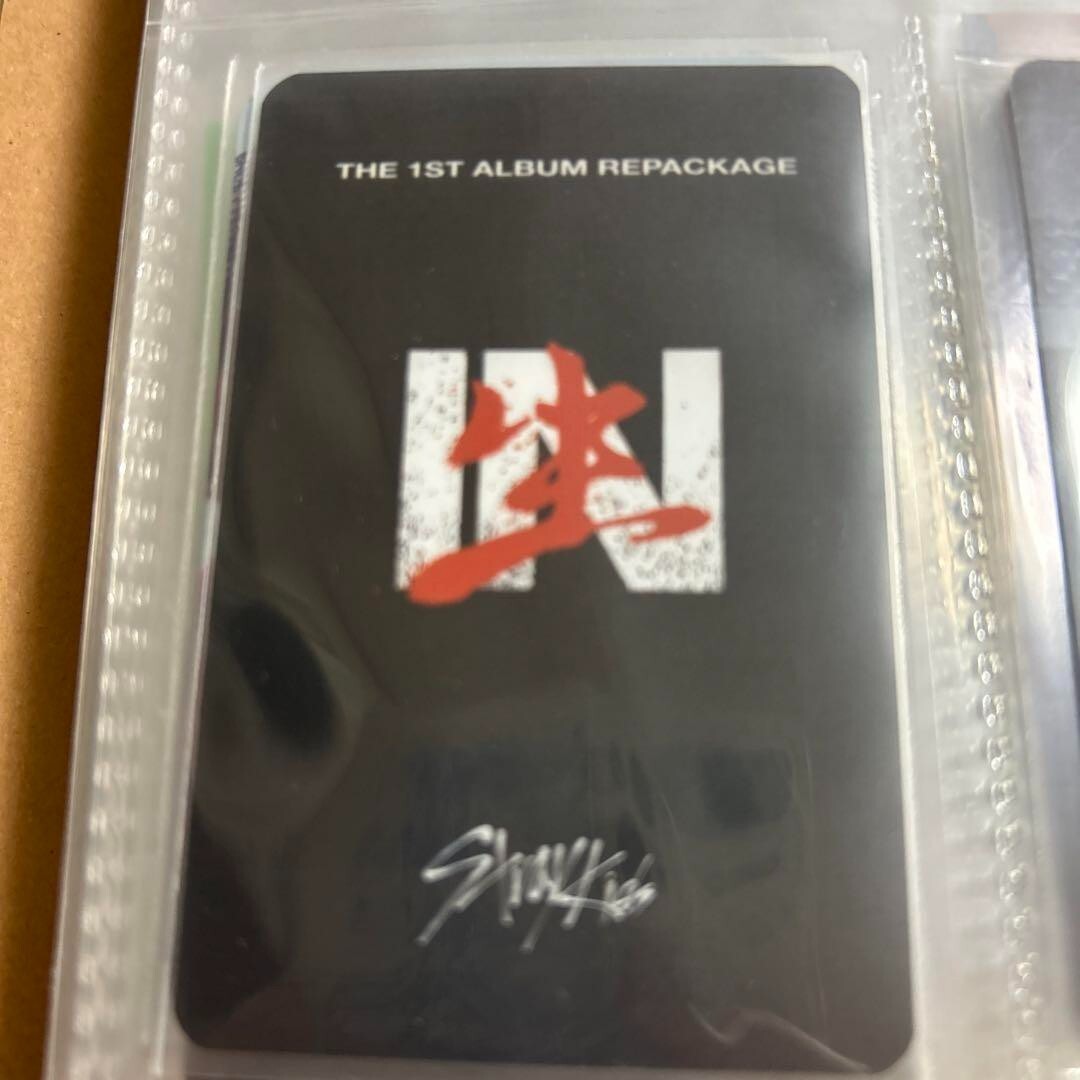 THE 1ST ALBUM REPACKAGE
IN
生
Stray Kids